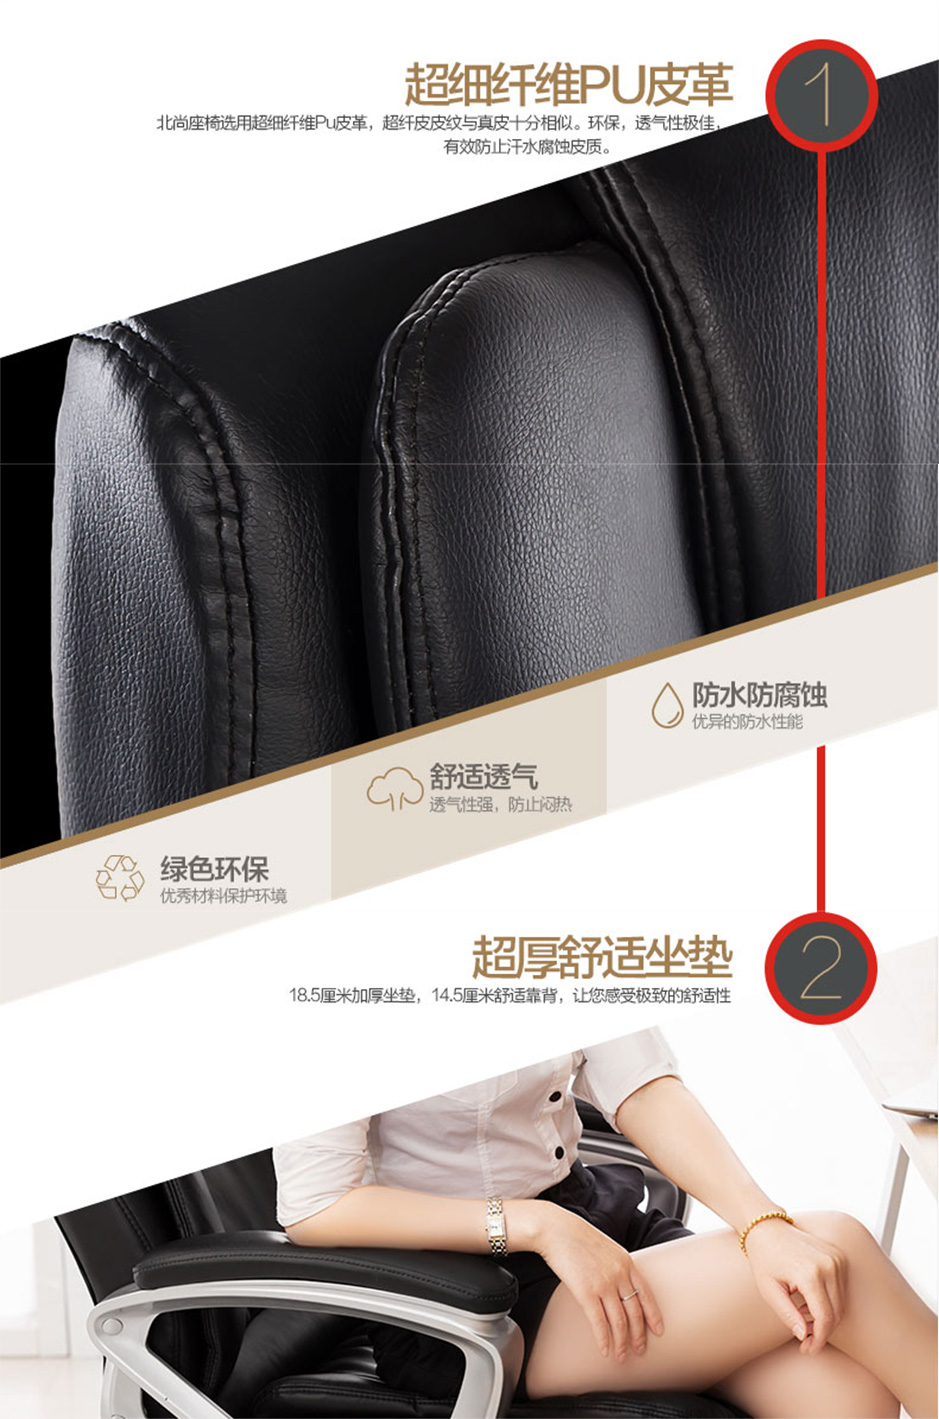 超细纤维PU皮革
1
北尚座椅选用超细纤维Pu皮革，超纤皮皮纹与真皮十分相似。环保，透气性极佳，
有效防止汗水腐蚀皮质。
防水防腐蚀
优异的防水性能
舒适透气
透气性强，防止闷热
绿色环保
优秀材料保护环境
超厚舒适坐垫
2
18.5厘米加厚坐垫，14.5厘米舒适靠背，让您感受极致的舒适性